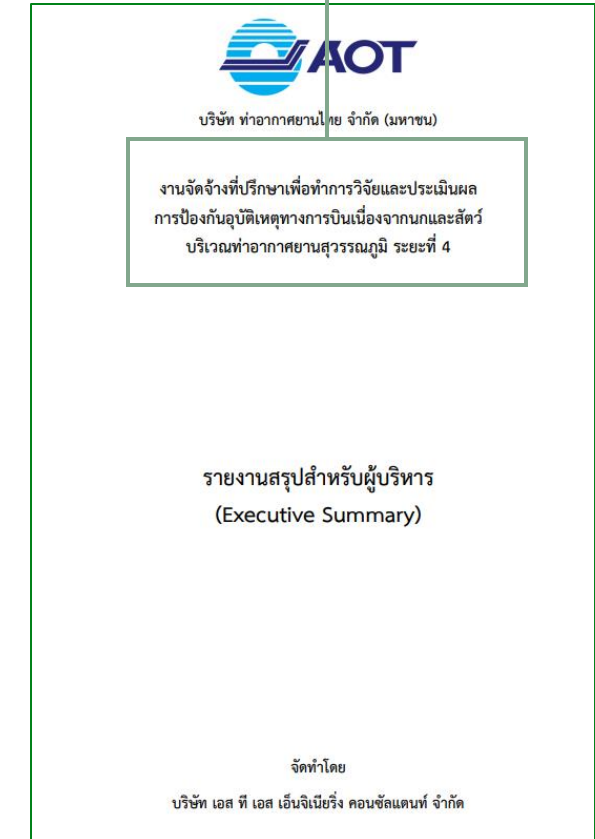 AOT
บริษัท ท่าอากาศยานไทย จำกัด (มหาชน)
งานจัดจ้างที่ปรึกษาเพื่อทำการวิจัยและประเมินผล
การป้องกันอุบัติเหตุทางการบินเนื่องจากนกและสัตว์
บริเวณท่าอากาศยานสุวรรณภูมิ ระยะที่ 4
รายงานสรุปสำหรับผู้บริหาร
(Executive Summary)
จัดทำโดย
บริษัท เอส ที เอส เอ็นจิเนียริ่ง คอนซัลแตนท์ จำกัด